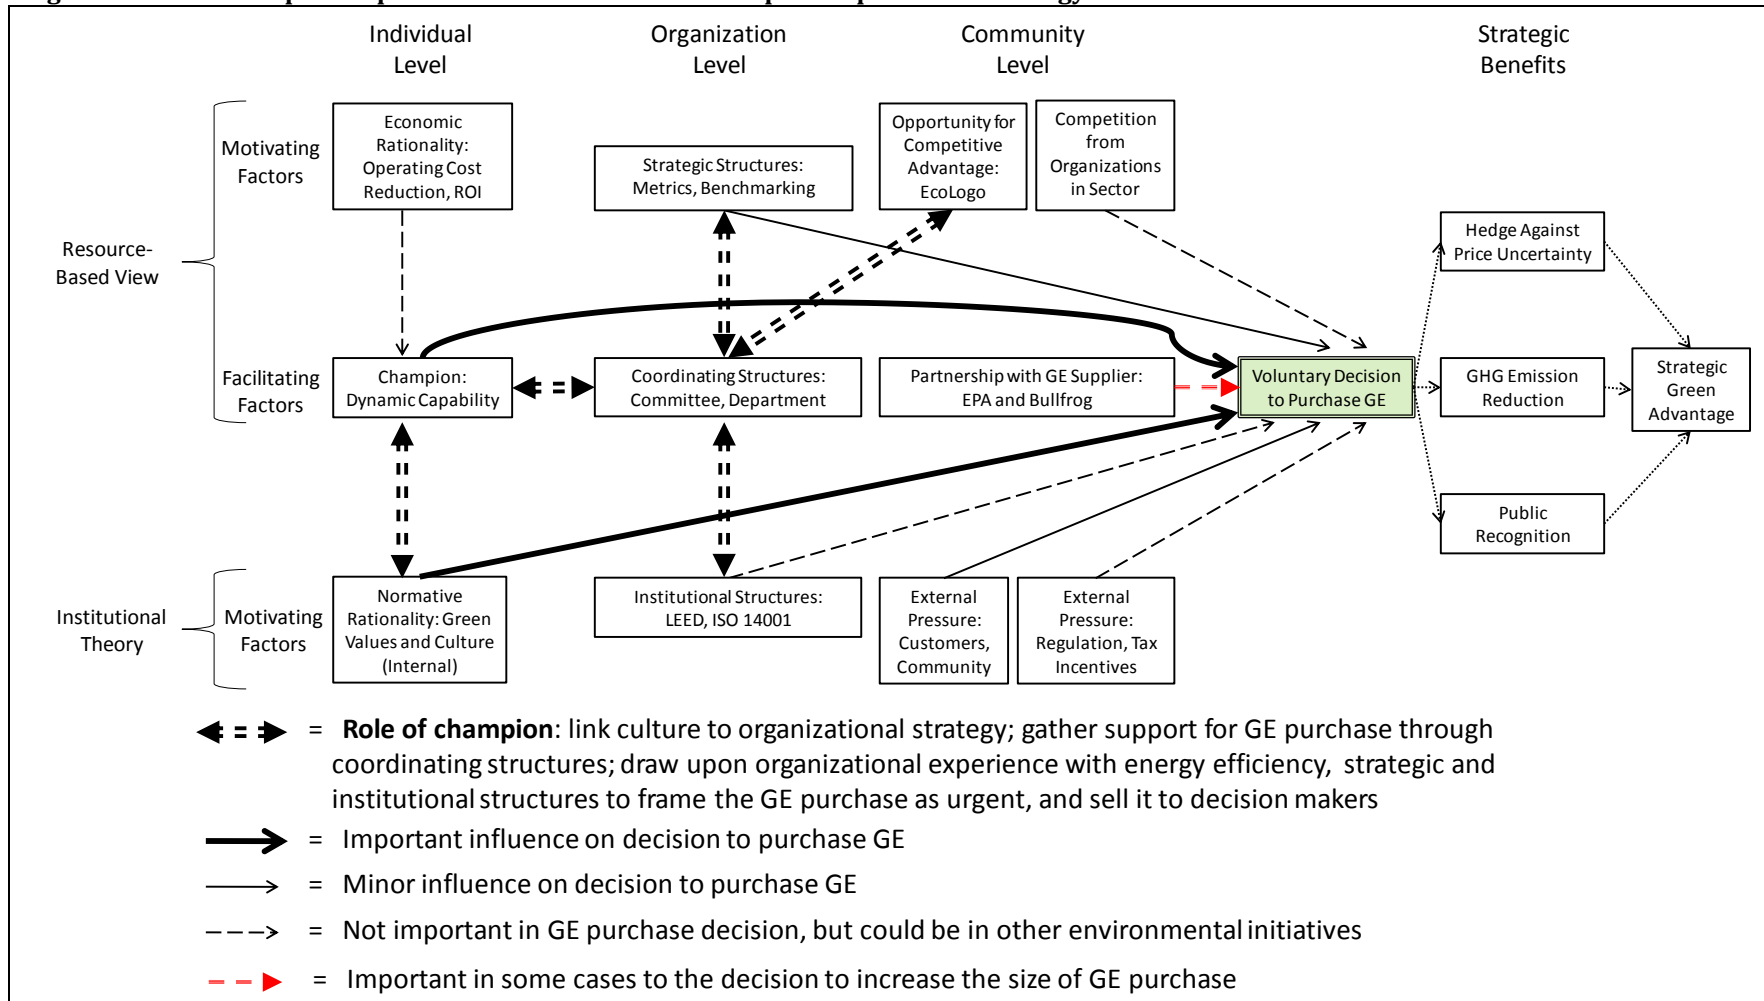 Individual
Level
Organization
Level
Community
Level
Strategic
Benefits
Motivating
Factors
Economic
Rationality:
Operating Cost
Reduction, ROI
Strategic Structures:
Metrics, Benchmarking
Opportunity for
Competitive
Advantage:
EcoLogo
Competition
from
Organizations
in Sector
Resource-
Based View
Hedge Against
Price Uncertainty
Facilitating
Factors
Champion:
Dynamic Capability
Coordinating Structures:
Committee, Department
Partnership with GE Supplier:
EPA and Bullfrog
Voluntary Decision
to Purchase GE
GHG Emission
Reduction
Strategic
Green
Advantage
Public
Recognition
Institutional
Theory
Motivating
Factors
Normative
Rationality: Green
Values and Culture
(Internal)
Institutional Structures:
LEED, ISO 14001
External
Pressure:
Customers,
Community
External
Pressure:
Regulation, Tax
Incentives
= Role of champion: link culture to organizational strategy; gather support for GE purchase through
coordinating structures; draw upon organizational experience with energy efficiency, strategic and
institutional structures to frame the GE purchase as urgent, and sell it to decision makers
= Important influence on decision to purchase GE
= Minor influence on decision to purchase GE
= Not important in GE purchase decision, but could be in other environmental initiatives
= Important in some cases to the decision to increase the size of GE purchase